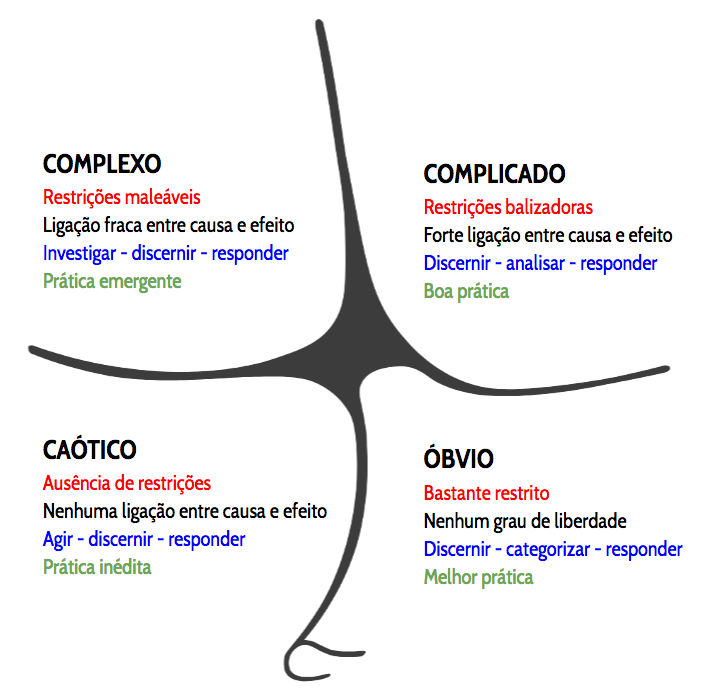 COMPLEXO
Restrições maleáveis
Ligação fraca entre causa e efeito
Investigar - discernir - responder
Prática emergente
COMPLICADO
Restrições balizadoras
Forte ligação entre causa e efeito
Discernir - analisar - responder
Boa prática
CAÓTICO
Ausência de restrições
Nenhuma ligação entre causa e efeito
Agir - discernir - responder
Prática inédita
ÓBVIO
Bastante restrito
Nenhum grau de liberdade
Discernir - categorizar - responder
Melhor prática